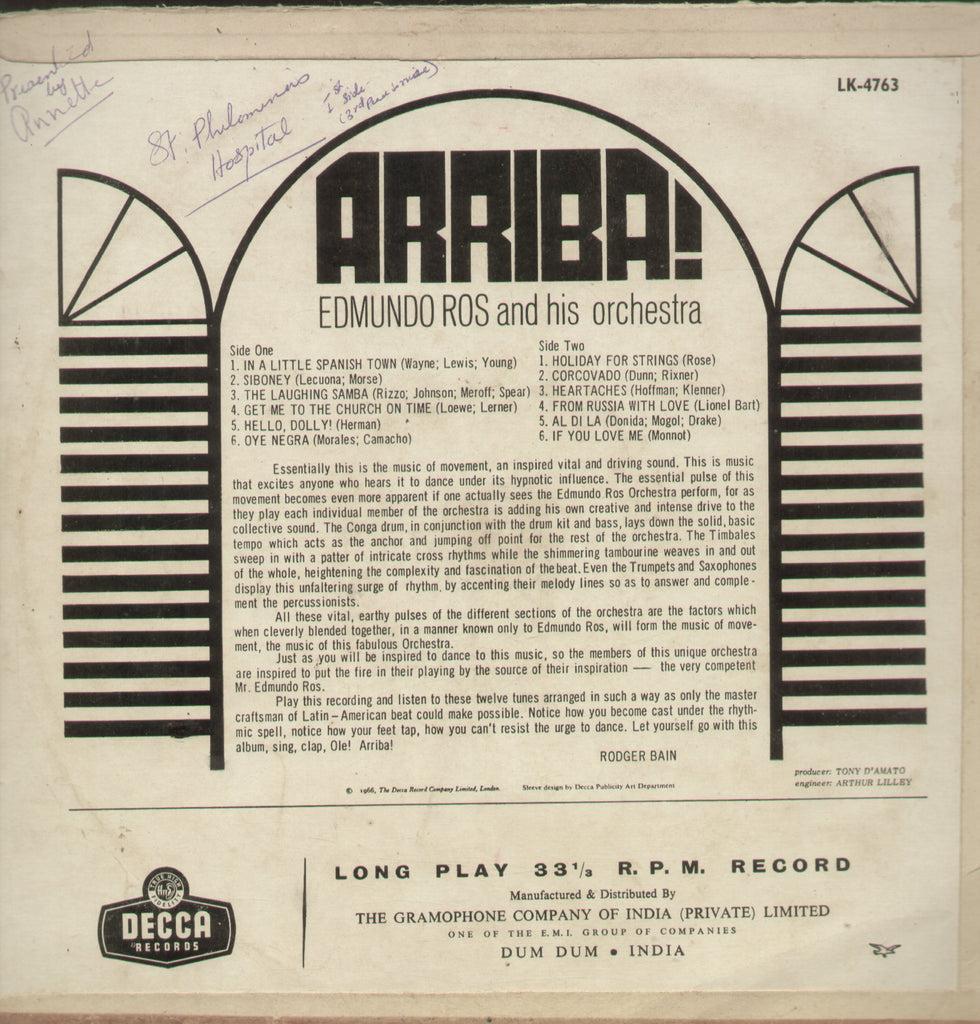 Presented
by
Annette
St. Philomenas
Hospital
1st
side
LK-4763
ARRIBA!
EDMUNDO ROS and his orchestra
Side One
1. IN A LITTLE SPANISH TOWN (Wayne; Lewis; Young)
2. SIBONEY (Lecuona; Morse)
3. THE LAUGHING SAMBA (Rizzo; Johnson; Meroff; Spear)
4. GET ME TO THE CHURCH ON TIME (Loewe; Lerner)
5. HELLO, DOLLY! (Herman)
6. OYE NEGRA (Morales; Camacho)
Side Two
1. HOLIDAY FOR STRINGS (Rose)
2. CORCOVADO (Dunn; Rixner)
3. HEARTACHES (Hoffman; Klenner)
4. FROM RUSSIA WITH LOVE (Lionel Bart)
5. AL DI LA (Donida; Mogol; Drake)
6. IF YOU LOVE ME (Monnot)
Essentially this is the music of movement, an inspired vital and driving sound. This is music
that excites anyone who hears it to dance under its hypnotic influence. The essential pulse of this
movement becomes even more apparent if one actually sees the Edmundo Ros Orchestra perform, for as
they play each individual member of the orchestra is adding his own creative and intense drive to the
collective sound. The Conga drum, in conjunction with the drum kit and bass, lays down the solid, basic
tempo which acts as the anchor and jumping off point for the rest of the orchestra. The Timbales
sweep in with a patter of intricate cross rhythms while the shimmering tambourine weaves in and out
of the whole, heightening the complexity and fascination of the beat. Even the Trumpets and Saxophones
display this unfaltering surge of rhythm, by accenting their melody lines so as to answer and comple-
ment the percussionists.
All these vital, earthy pulses of the different sections of the orchestra are the factors which
when cleverly blended together, in a manner known only to Edmundo Ros, will form the music of move-
ment, the music of this fabulous Orchestra.
Just as you will be inspired to dance to this music, so the members of this unique orchestra
are inspired to put the fire in their playing by the source of their inspiration — the very competent
Mr. Edmundo Ros.
Play this recording and listen to these twelve tunes arranged in such a way as only the master
craftsman of Latin-American beat could make possible. Notice how you become cast under the rhyth-
mic spell, notice how your feet tap, how you can't resist the urge to dance. Let yourself go with this
album, sing, clap, Ole! Arriba!
RODGER BAIN
producer: TONY D'AMATO
engineer: ARTHUR LILLEY
© 1966, The Decca Record Company Limited, London. Sleeve design by Decca Publicity Art Department
DECCA
RECORDS
LONG PLAY 33 1/3 R. P. M. RECORD
Manufactured & Distributed By
THE GRAMOPHONE COMPANY OF INDIA (PRIVATE) LIMITED
ONE OF THE E.M.I. GROUP OF COMPANIES
DUM DUM • INDIA